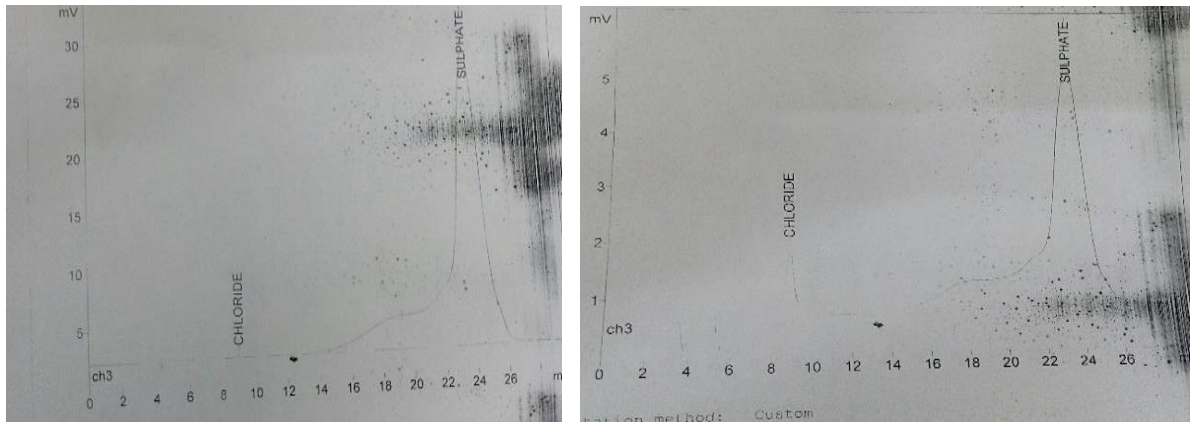 mV
30
25
20
15
10
5
SULPHATE
CHLORIDE
ch3
0 2 4 6 8 10 12 14 16 18 20 22 24 26 m
mV
5
4
3
2
1
SULPHATE
CHLORIDE
ch3
0 2 4 6 8 10 12 14 16 18 20 22 24 26
method: Custom